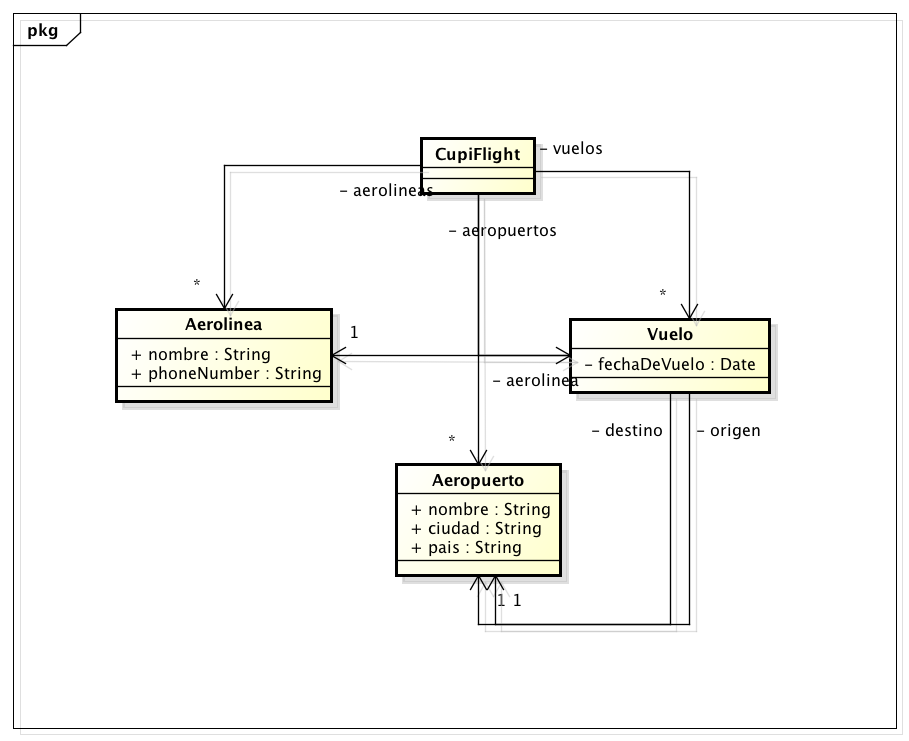 pkg
CupiFlight
- vuelos
- aerolineas
- aeropuertos
*
*
Aerolinea
+ nombre : String
+ phoneNumber : String
1
Vuelo
- fechaDeVuelo : Date
- aerolinea
- destino
- origen
*
Aeropuerto
+ nombre : String
+ ciudad : String
+ pais : String
1 1